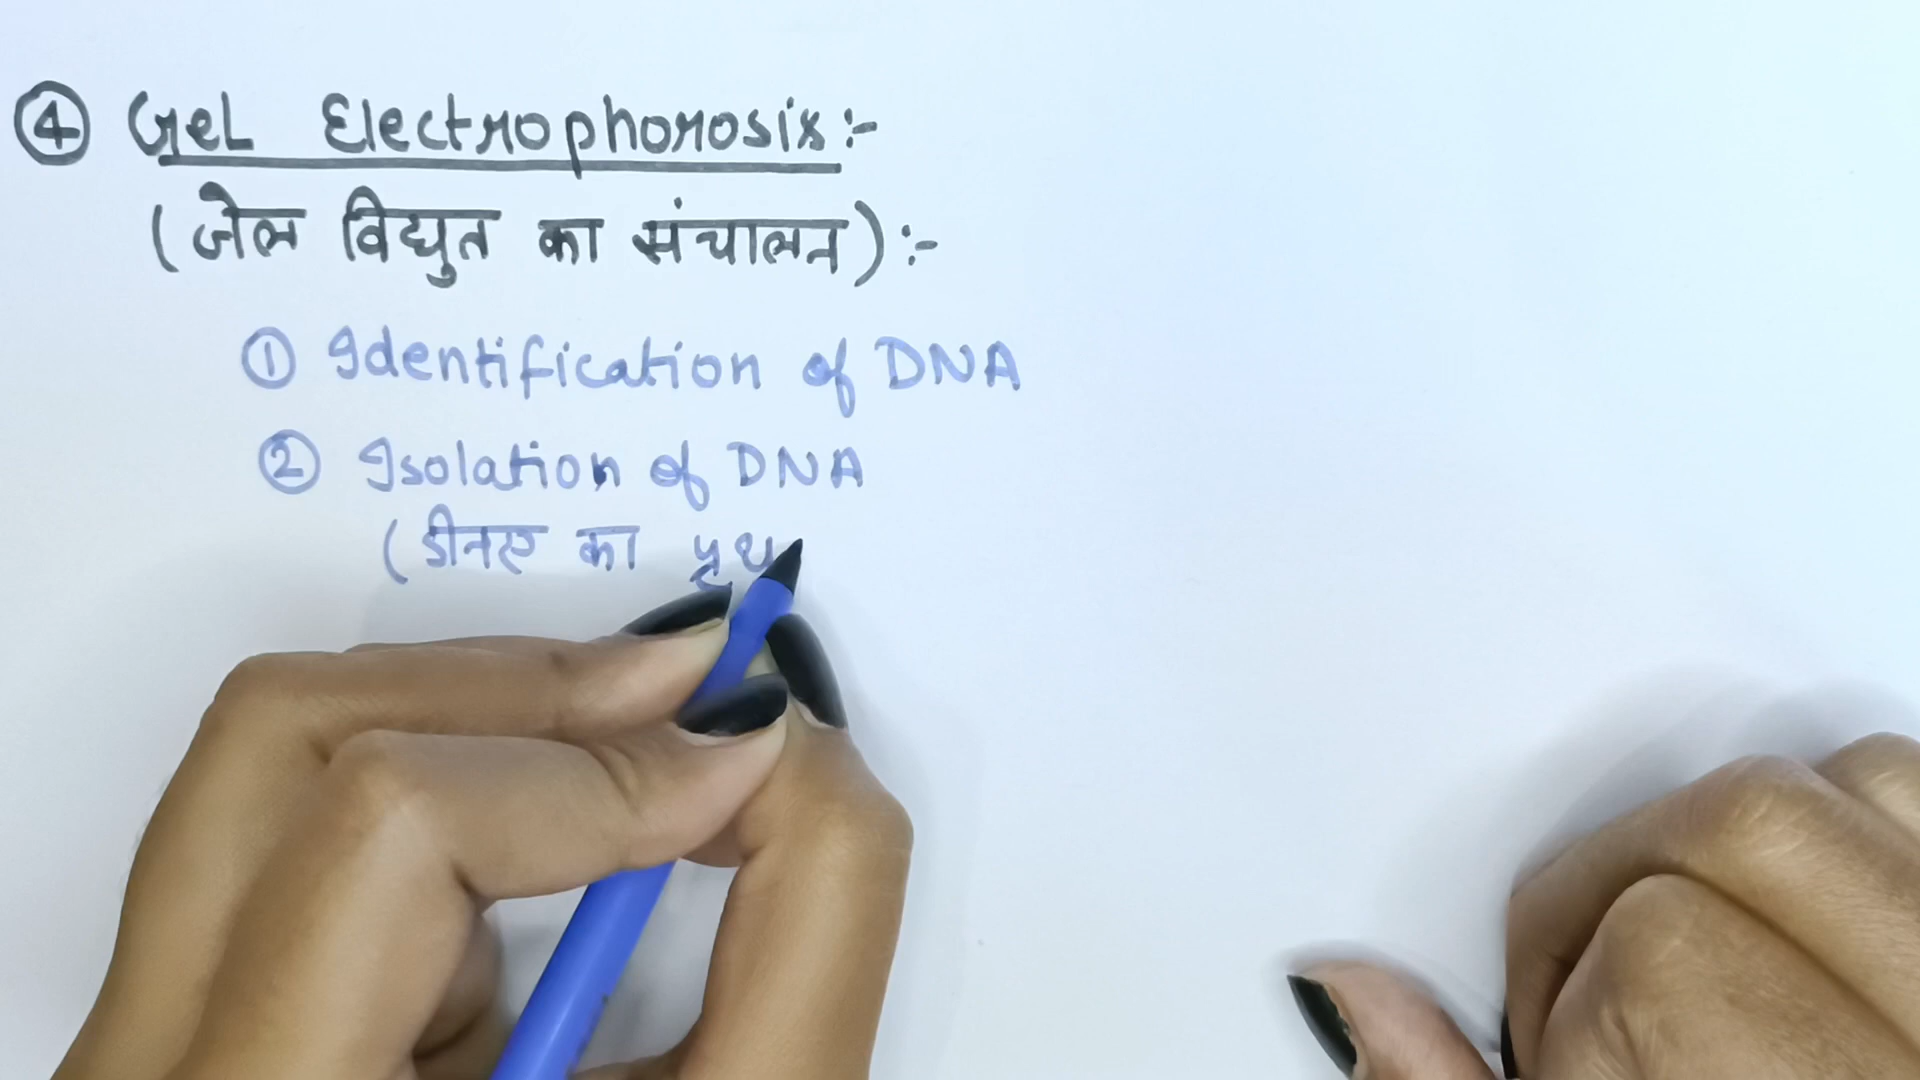 ④ Gel Electrophorosis:-
(जेल विद्युत का संचालन):-
① Identification of DNA
② Isolation of DNA
(डीनए का पृथ